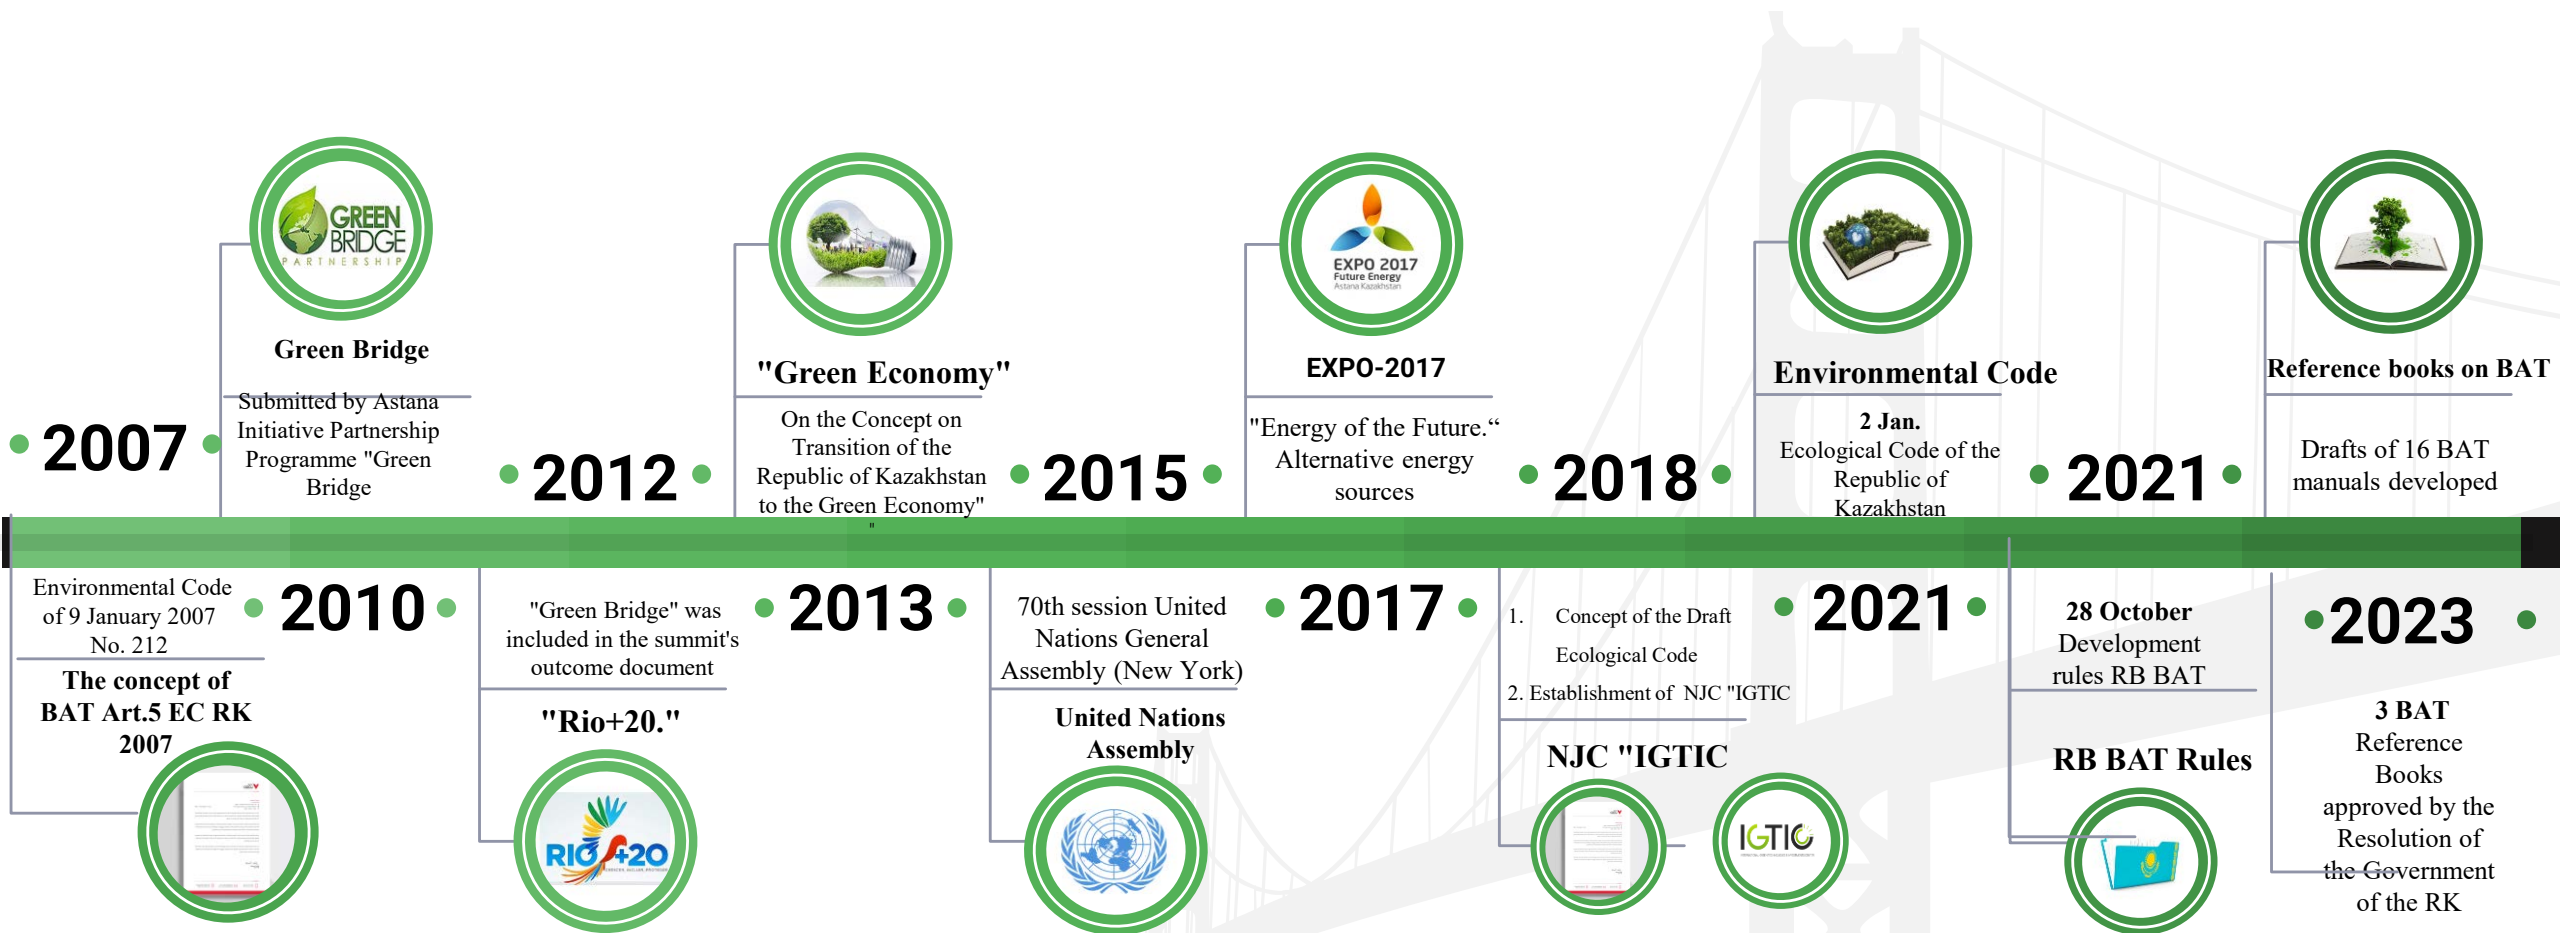 GREEN
BRIDGE
PARTNERSHIP
Green Bridge
Submitted by Astana
Initiative Partnership
Programme "Green
Bridge
"Green Economy"
On the Concept on
Transition of the
Republic of Kazakhstan
to the Green Economy"
"
EXPO 2017
Future Energy
Astana Kazakhstan
EXPO-2017
"Energy of the Future.“
Alternative energy
sources
Environmental Code
2 Jan.
Ecological Code of the
Republic of
Kazakhstan
Reference books on BAT
Drafts of 16 BAT
manuals developed
2007
2012
2015
2018
2021
Environmental Code
of 9 January 2007
No. 212
The concept of
BAT Art.5 EC RK
2007
2010
"Green Bridge" was
included in the summit's
outcome document
"Rio+20."
RIO+20
2013
70th session United
Nations General
Assembly (New York)
United Nations
Assembly
2017
1. Concept of the Draft
Ecological Code
2. Establishment of NJC "IGTIC
NJC "IGTIC
IGTIC
2021
28 October
Development
rules RB BAT
RB BAT Rules
2023
3 BAT
Reference
Books
approved by the
Resolution of
the Government
of the RK